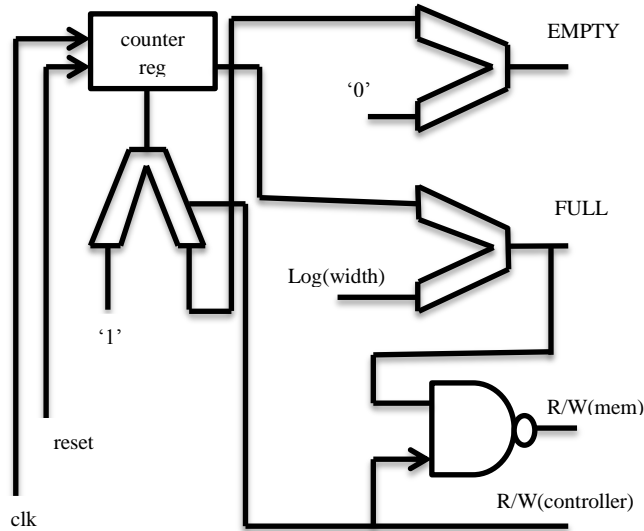 counter
reg
EMPTY
‘0’
FULL
Log(width)
‘1’
R/W(mem)
reset
R/W(controller)
clk